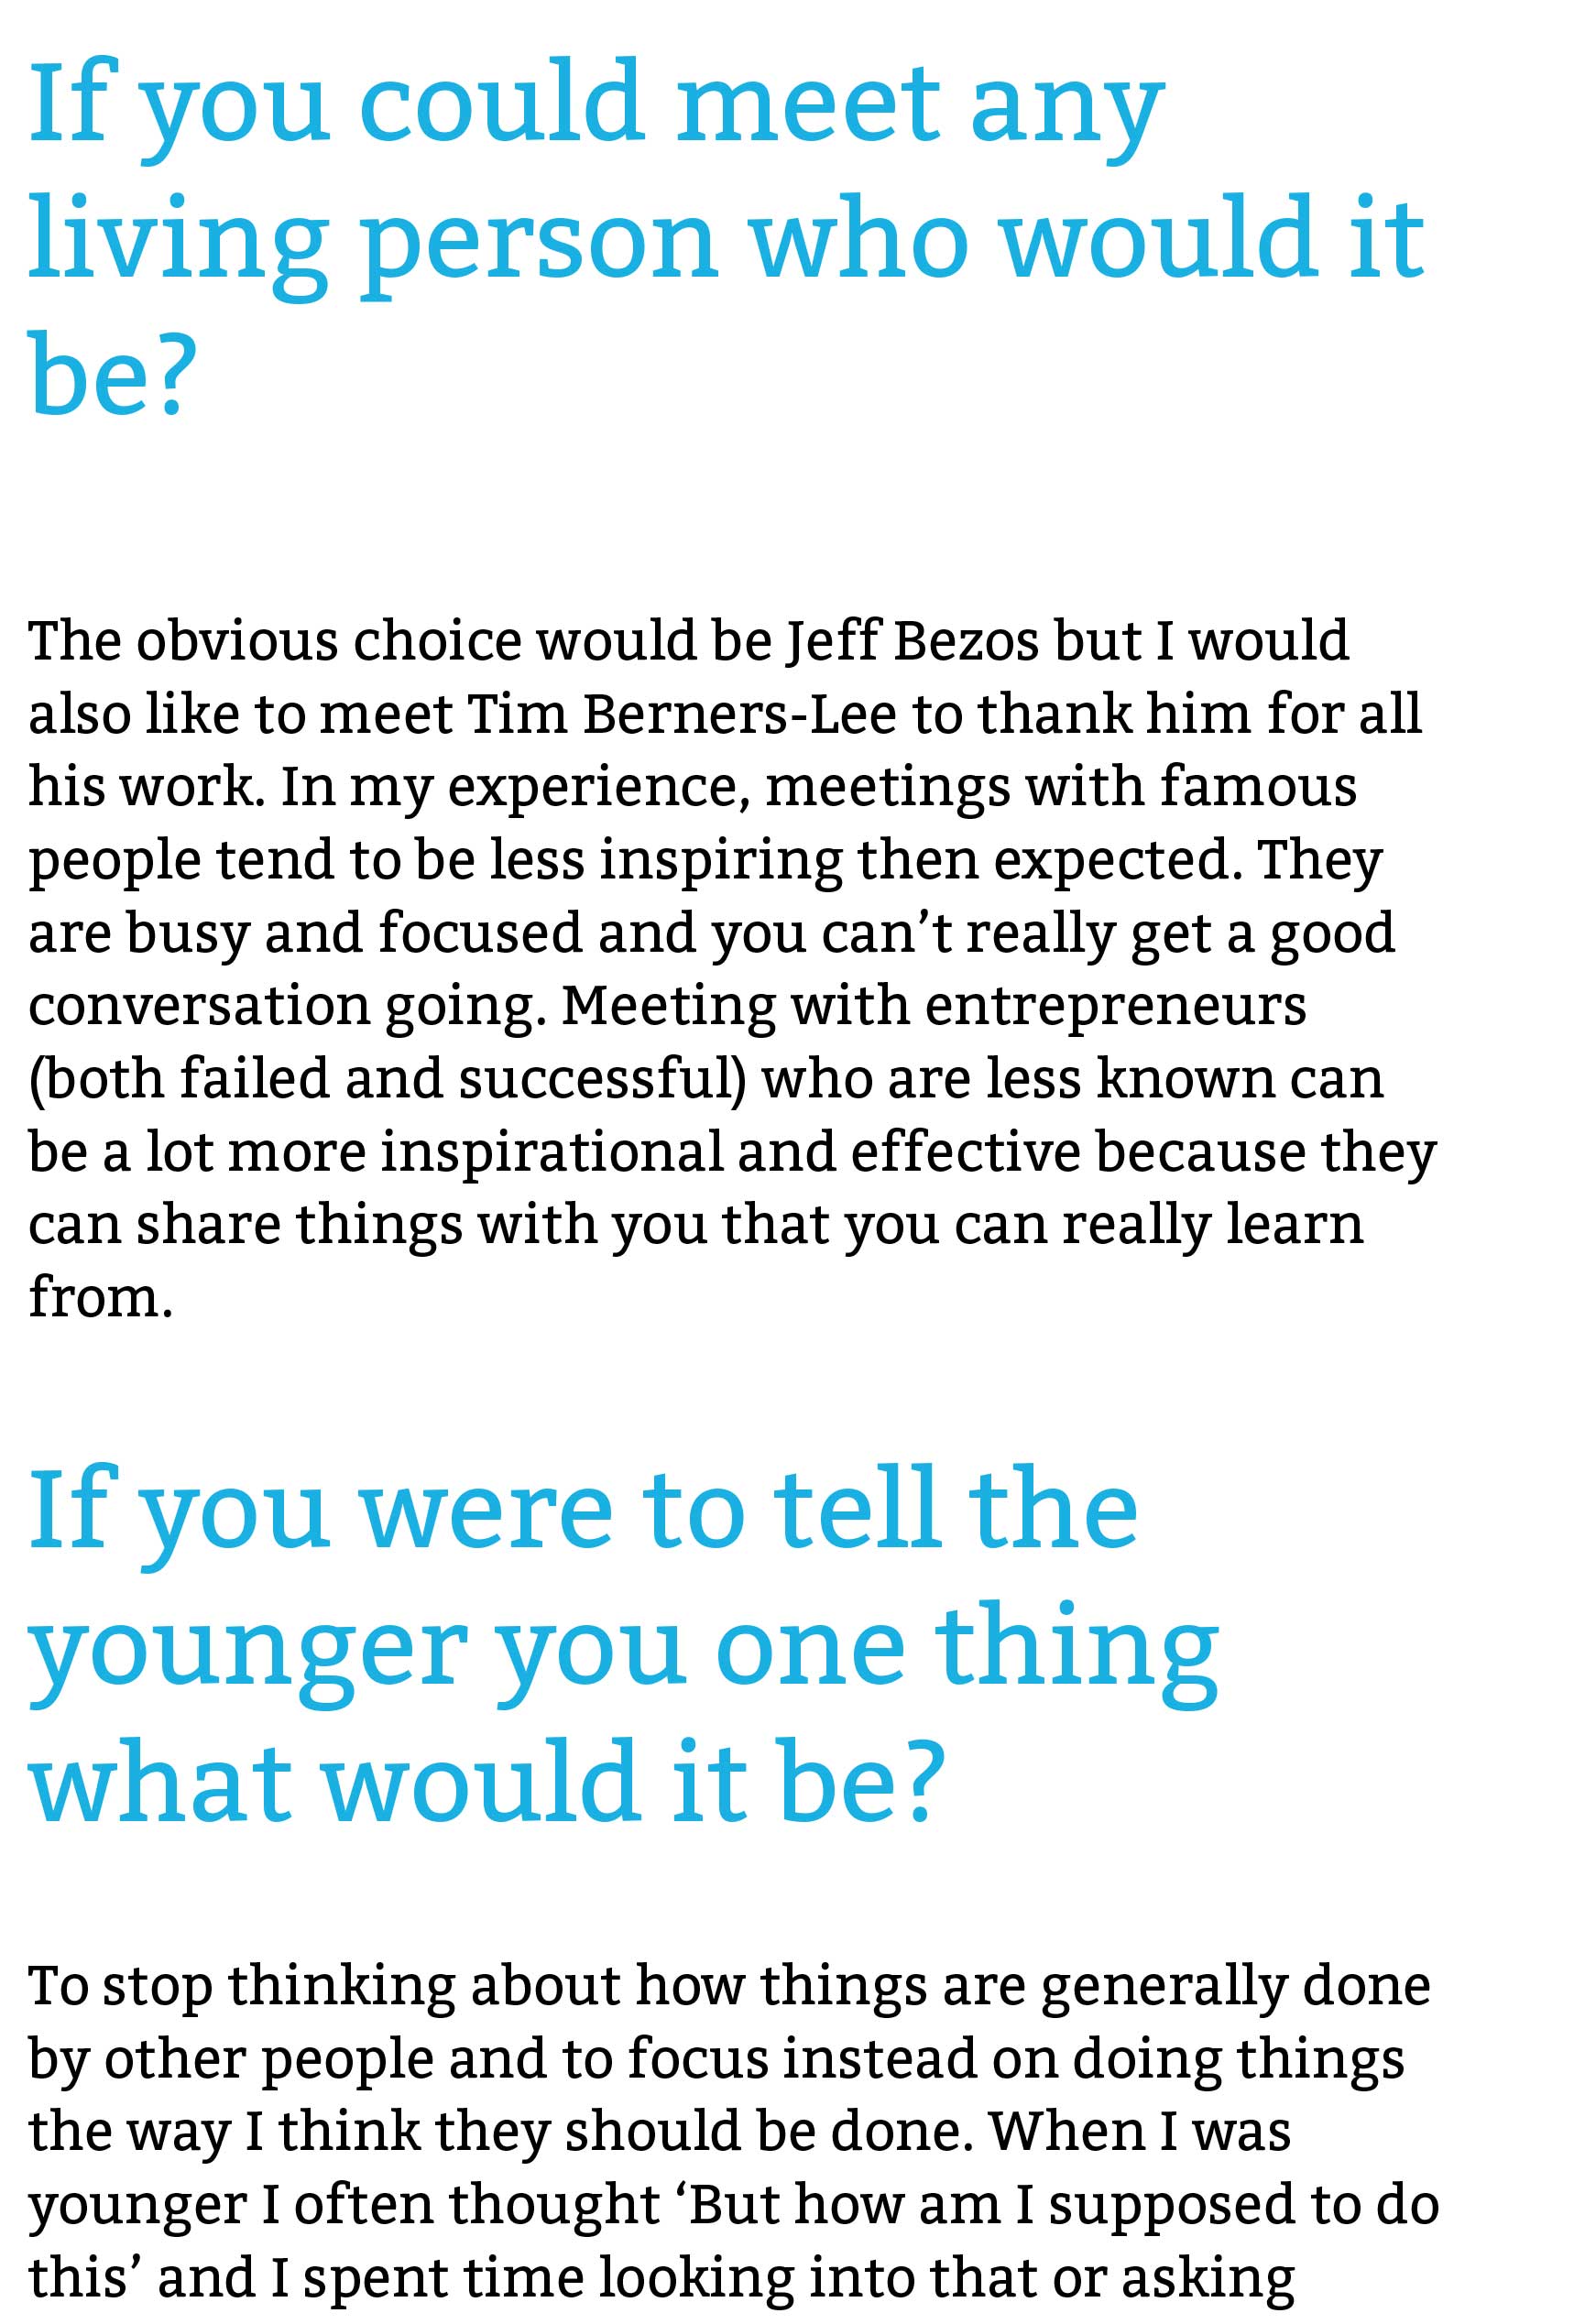 If you could meet any
living person who would it
be?
The obvious choice would be Jeff Bezos but I would
also like to meet Tim Berners-Lee to thank him for all
his work. In my experience, meetings with famous
people tend to be less inspiring then expected. They
are busy and focused and you can’t really get a good
conversation going. Meeting with entrepreneurs
(both failed and successful) who are less known can
be a lot more inspirational and effective because they
can share things with you that you can really learn
from.
If you were to tell the
younger you one thing
what would it be?
To stop thinking about how things are generally done
by other people and to focus instead on doing things
the way I think they should be done. When I was
younger I often thought ‘But how am I supposed to do
this’ and I spent time looking into that or asking